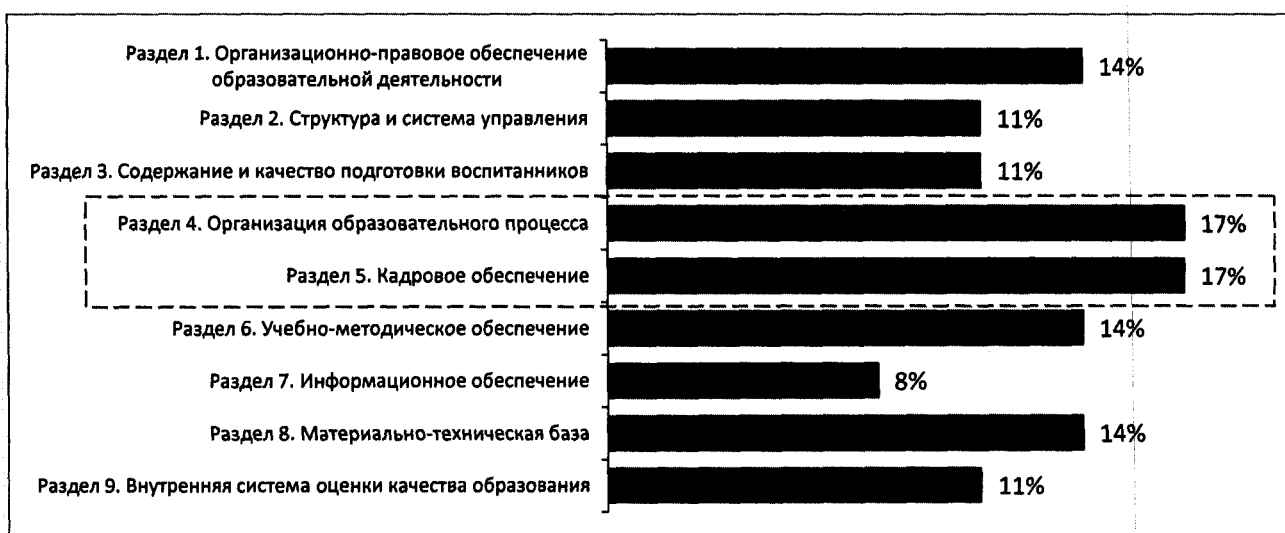 Раздел 1. Организационно-правовое обеспечение
образовательной деятельности
14%
Раздел 2. Структура и система управления
11%
Раздел 3. Содержание и качество подготовки воспитанников
11%
Раздел 4. Организация образовательного процесса
17%
Раздел 5. Кадровое обеспечение
17%
Раздел 6. Учебно-методическое обеспечение
14%
Раздел 7. Информационное обеспечение
8%
Раздел 8. Материально-техническая база
14%
Раздел 9. Внутренняя система оценки качества образования
11%